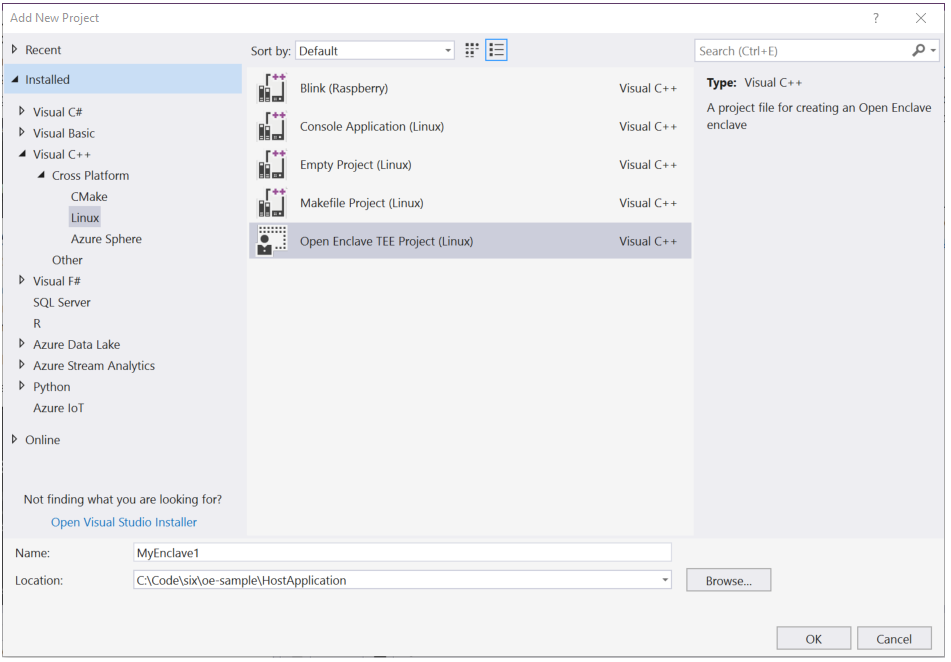 Add New Project
?
Recent
Installed
Visual C#
Visual Basic
Visual C++
Cross Platform
CMake
Linux
Azure Sphere
Other
Visual F#
SQL Server
R
Azure Data Lake
Azure Stream Analytics
Python
Azure IoT
Online
Not finding what you are looking for?
Open Visual Studio Installer
Sort by: Default
Blink (Raspberry) Visual C++
Console Application (Linux) Visual C++
Empty Project (Linux) Visual C++
Makefile Project (Linux) Visual C++
Open Enclave TEE Project (Linux) Visual C++
Search (Ctrl+E)
Type: Visual C++
A project file for creating an Open Enclave
enclave
Name: MyEnclave1
Location: C:\Code\six\oe-sample\HostApplication
Browse...
OK Cancel